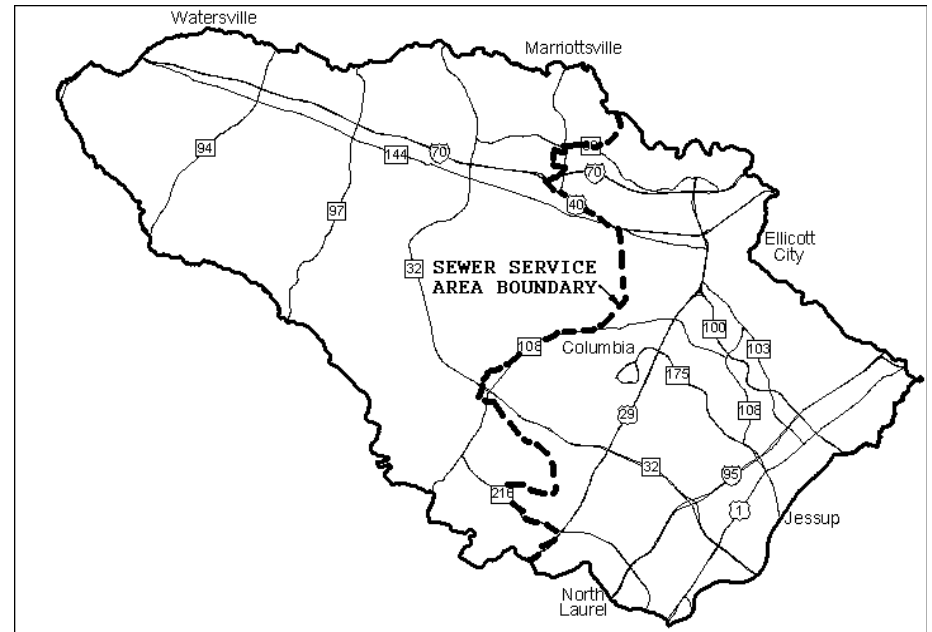 Watersville
Marriottsville
94
144
70
99
70
97
40
Ellicott
City
32
SEWER SERVICE
AREA BOUNDARY
108
Columbia
100
103
175
29
108
216
32
95
1
Jessup
North
Laurel